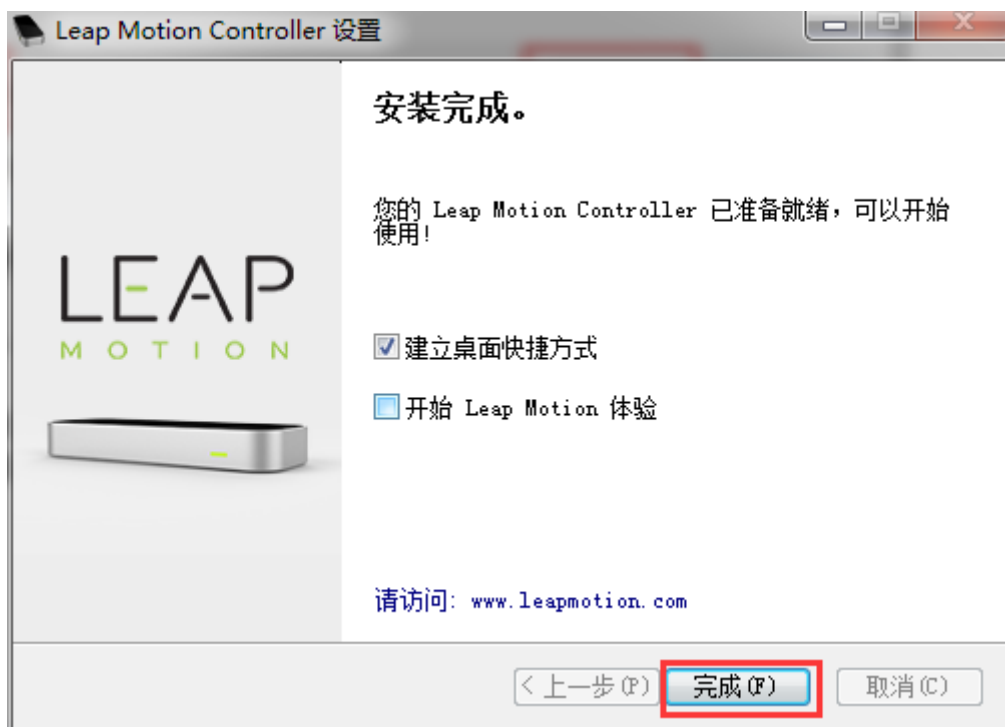 Leap Motion Controller 设置
安装完成。
您的 Leap Motion Controller 已准备就绪，可以开始
使用!
LEAP
MOTION
建立桌面快捷方式
开始 Leap Motion 体验
请访问: www.leapmotion.com
< 上一步(P) 完成(F) 取消(C)